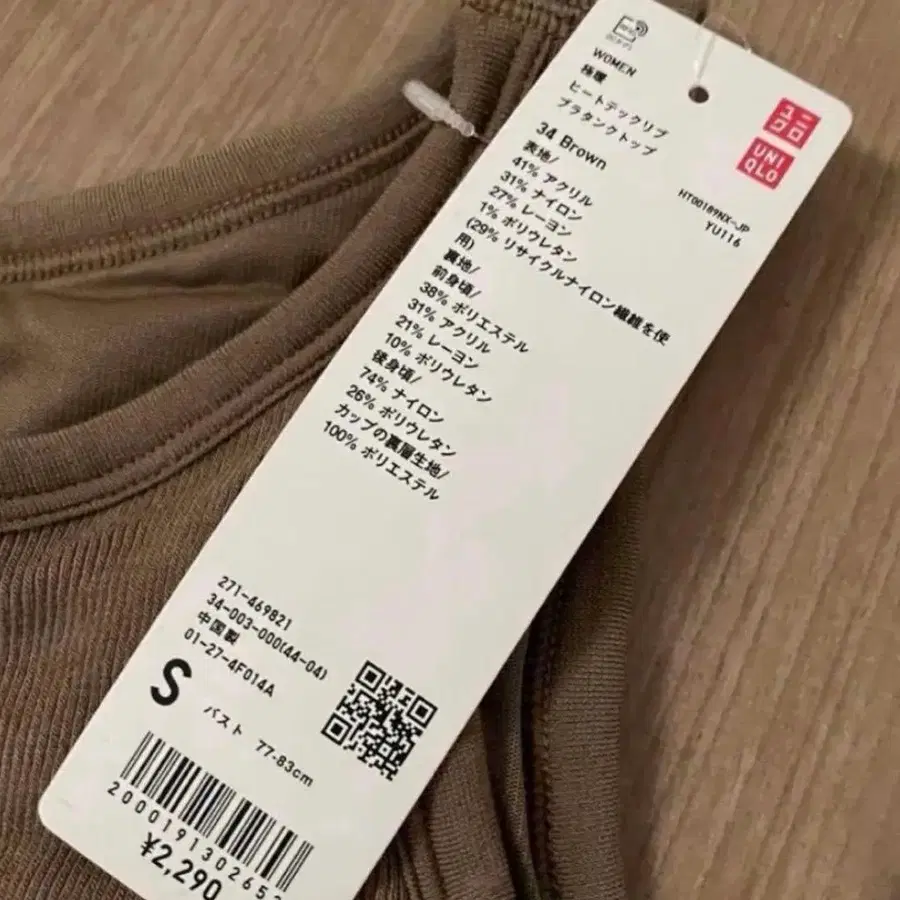 WOMEN
極暖
ヒートテックリブ
ブラタンクトップ
34 Brown
ユニクロ
UNIQLO
HT00189NX-JP
YU116
表地/
41% アクリル
31% ナイロン
27% レーヨン
1% ポリウレタン
(29% リサイクルナイロン繊維を使
用)
裏地/
前身頃/
38% ポリエステル
31% アクリル
21% レーヨン
10% ポリウレタン
後身頃/
74% ナイロン
26% ポリウレタン
カップの裏層生地/
100% ポリエステル
271-469821
34-003-000(44-04)
中国製
01-27-4F014A
S
バスト 77-83cm
¥2,290